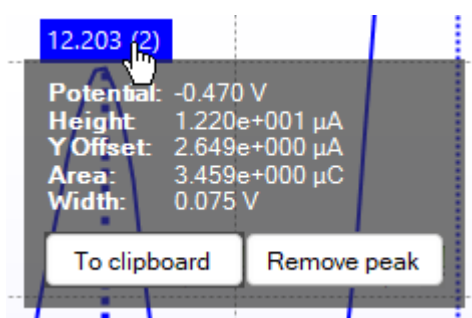 12.203 (2)
Potential: -0.470 V
Height: 1.220e+001 µA
Y Offset: 2.649e+000 µA
Area: 3.459e+000 µC
Width: 0.075 V
To clipboard Remove peak